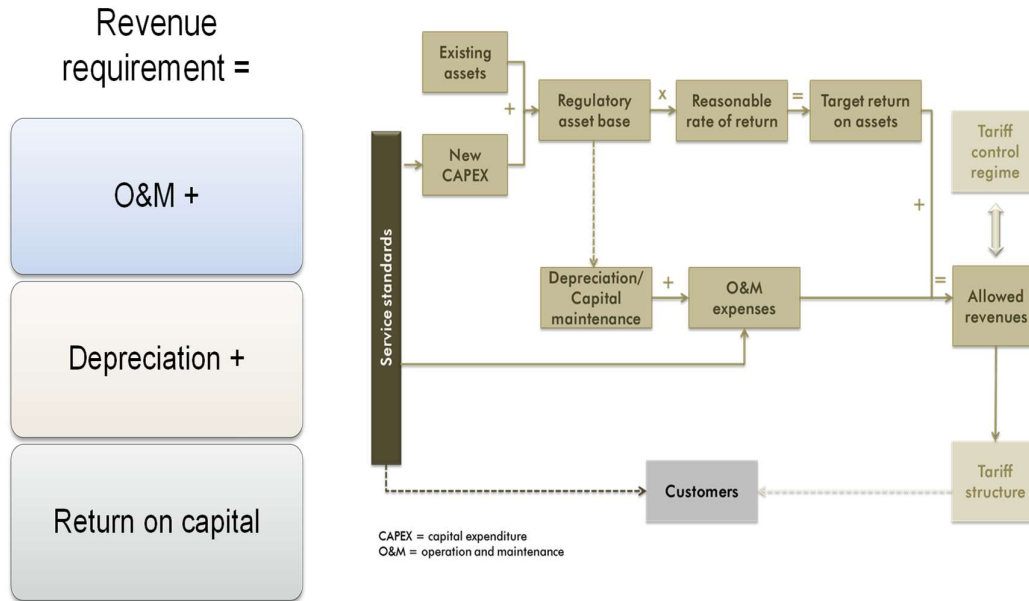 Revenue
requirement =
O&M +
Depreciation +
Return on capital
Existing
assets
+
New
CAPEX
Regulatory
asset base
x
Reasonable
rate of return
=
Target return
on assets
Tariff
control
regime
+
Service standards
Depreciation/
Capital
maintenance
+
O&M
expenses
=
Allowed
revenues
Customers
Tariff
structure
CAPEX = capital expenditure
O&M = operation and maintenance